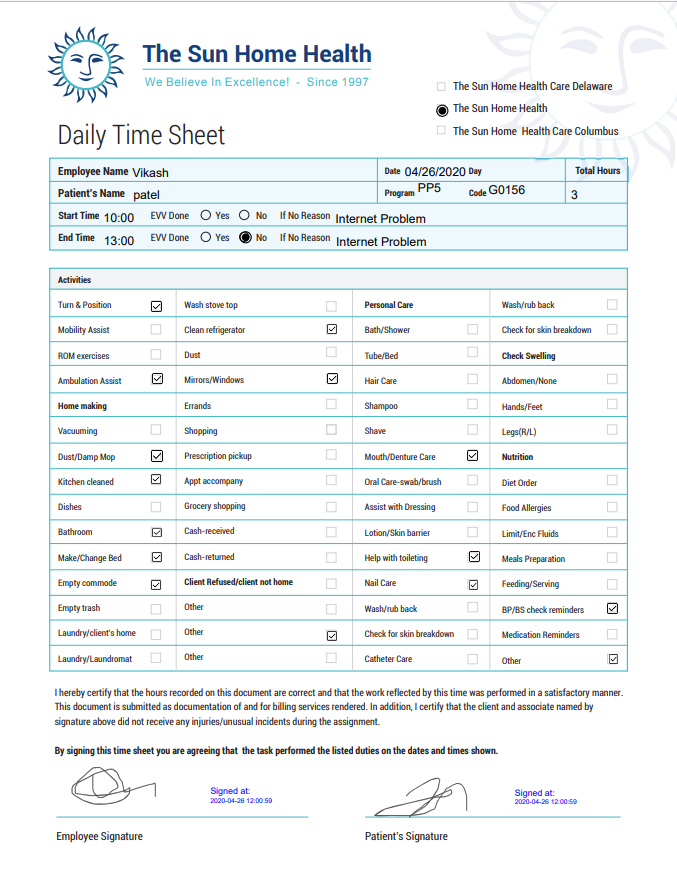 The Sun Home Health
We Believe In Excellence! - Since 1997
The Sun Home Health Care Delaware
The Sun Home Health
The Sun Home Health Care Columbus
Daily Time Sheet
Employee Name Vikash Date 04/26/2020 Day Total Hours
Patient's Name patel Program PP5 Code G0156 3
Start Time 10:00 EVV Done Yes No If No Reason Internet Problem
End Time 13:00 EVV Done Yes No If No Reason Internet Problem
Activities
Turn & Position Wash stove top Personal Care Wash/rub back
Mobility Assist Clean refrigerator Bath/Shower Check for skin breakdown
ROM exercises Dust Tube/Bed Check Swelling
Ambulation Assist Mirrors/Windows Hair Care Abdomen/None
Home making Errands Shampoo Hands/Feet
Vacuuming Shopping Shave Legs(R/L)
Dust/Damp Mop Prescription pickup Mouth/Denture Care Nutrition
Kitchen cleaned Appt accompany Oral Care-swab/brush Diet Order
Dishes Grocery shopping Assist with Dressing Food Allergies
Bathroom Cash-received Lotion/Skin barrier Limit/Enc Fluids
Make/Change Bed Cash-returned Help with toileting Meals Preparation
Empty commode Client Refused/client not home Nail Care Feeding/Serving
Empty trash Other Wash/rub back BP/BS check reminders
Laundry/client's home Other Check for skin breakdown Medication Reminders
Laundry/Laundromat Other Catheter Care Other
I hereby certify that the hours recorded on this document are correct and that the work reflected by this time was performed in a satisfactory manner.
This document is submitted as documentation of and for billing services rendered. In addition, I certify that the client and associate named by
signature above did not receive any injuries/unusual incidents during the assignment.
By signing this time sheet you are agreeing that the task performed the listed duties on the dates and times shown.
Signed at: Signed at:
2020-04-26 12:00:59 2020-04-26 12:00:59
Employee Signature Patient's Signature